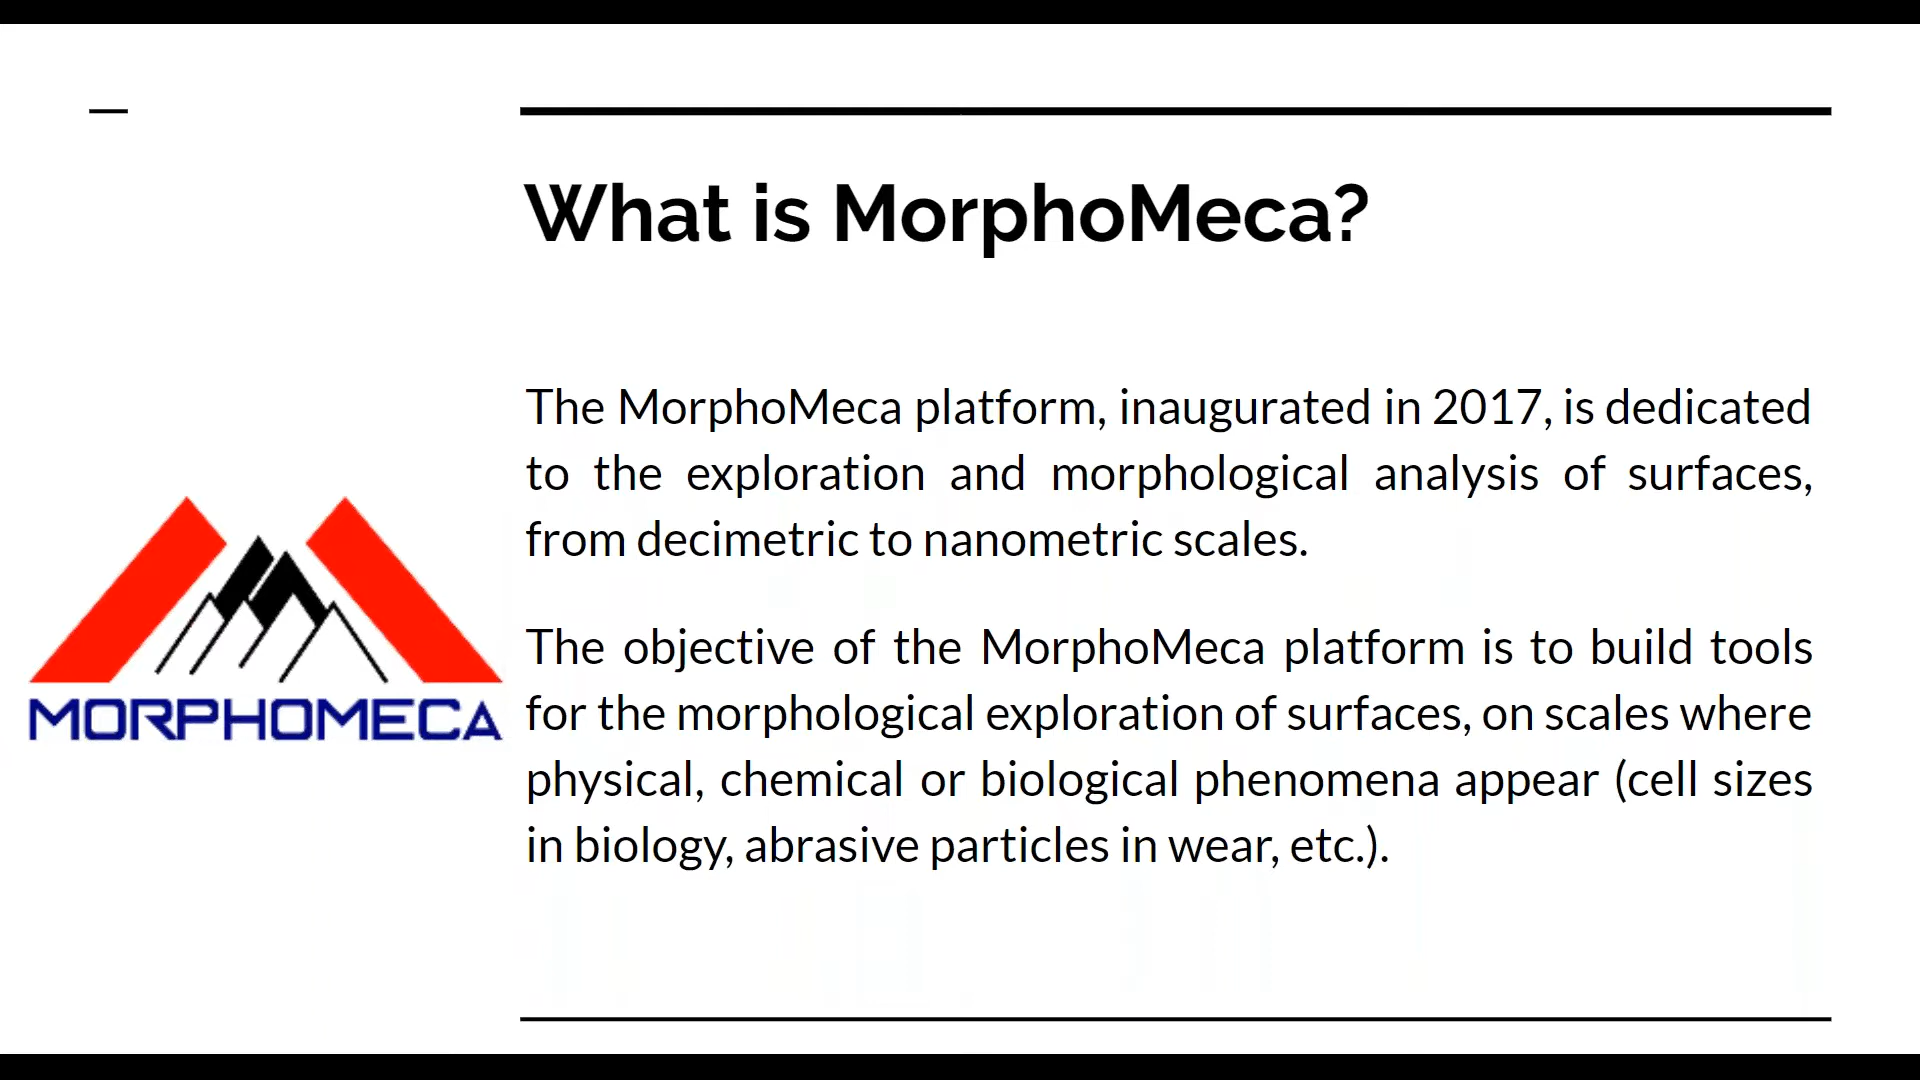 What is MorphoMeca?
The MorphoMeca platform, inaugurated in 2017, is dedicated
to the exploration and morphological analysis of surfaces,
from decimetric to nanometric scales.
MORPHOMECA
The objective of the MorphoMeca platform is to build tools
for the morphological exploration of surfaces, on scales where
physical, chemical or biological phenomena appear (cell sizes
in biology, abrasive particles in wear, etc.).